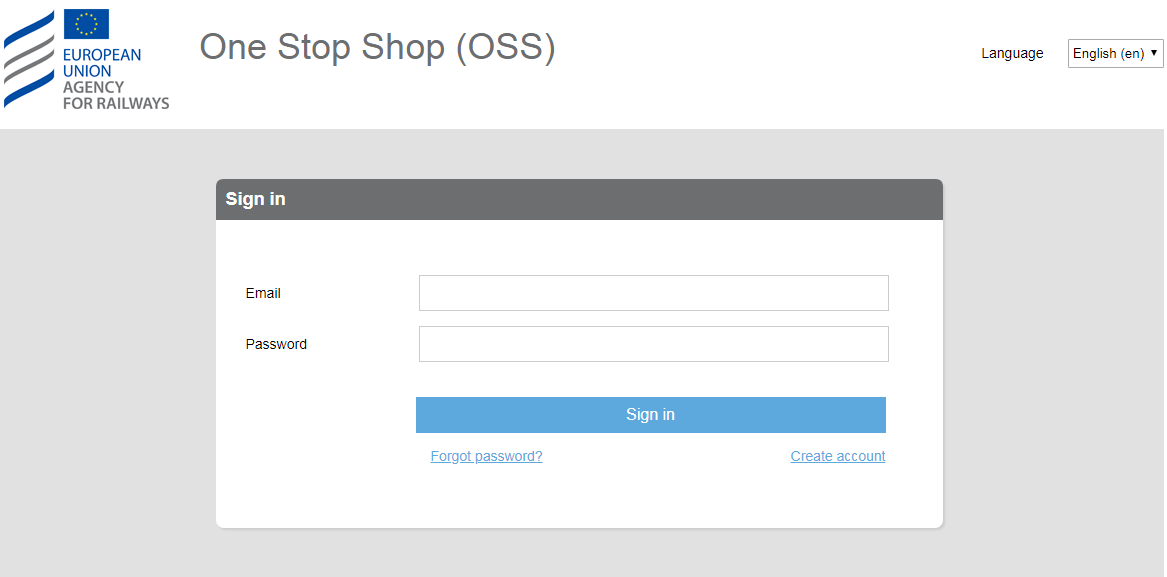 EUROPEAN
UNION
AGENCY
FOR RAILWAYS
One Stop Shop (OSS)
Language
English (en)
Sign in
Email
Password
Sign in
Forgot password?
Create account